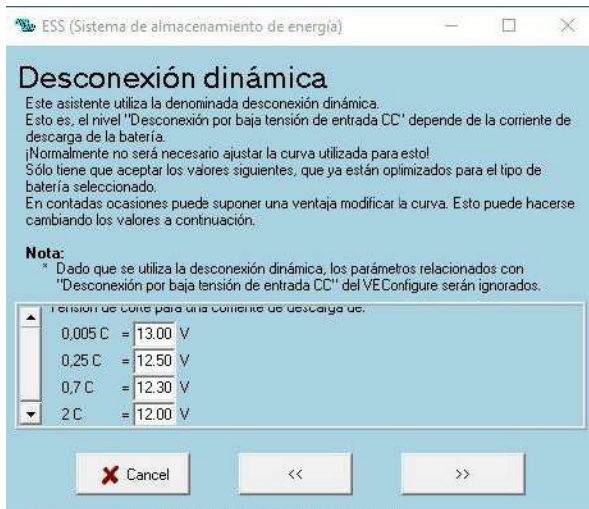 ESS (Sistema de almacenamiento de energía)
Desconexión dinámica
Este asistente utiliza la denominada desconexión dinámica.
Esto es, el nivel "Desconexión por baja tensión de entrada CC" depende de la corriente de
descarga de la batería.
¡Normalmente no será necesario ajustar la curva utilizada para esto!
Sólo tiene que aceptar los valores siguientes, que ya están oplimizados para el tipo de
batería seleccionado.
En contadas ocasiones puede suponer una ventaja modificar la curva. Esto puede hacerse
cambiando los valores a continuación.
Nota:
* Dado que se utiliza la desconexión dinámica, los parámetros relacionados con
"Desconexión por baja tensión de entrada CC" del VEConfigure serán ignorados.
Tensión de corte para una corriente de descarga de:
0,005 C = 13.00 V
0,25 C = 12.50 V
0,7 C = 12.30 V
2 C = 12.00 V
Cancel << >>